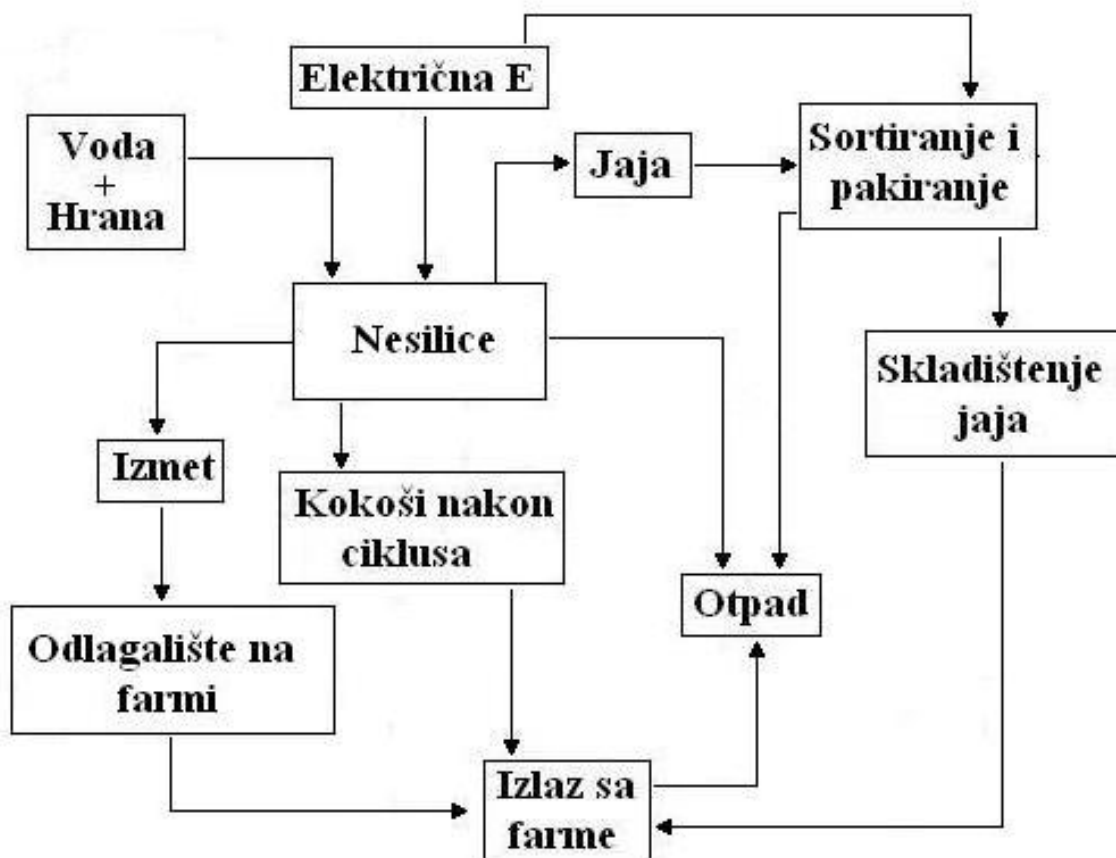 Električna E
Voda
+
Hrana
Jaja
Sortiranje i
pakiranje
Nesilice
Skladištenje
jaja
Izmet
Kokoši nakon
ciklusa
Otpad
Odlagalište na
farmi
Izlaz sa
farme